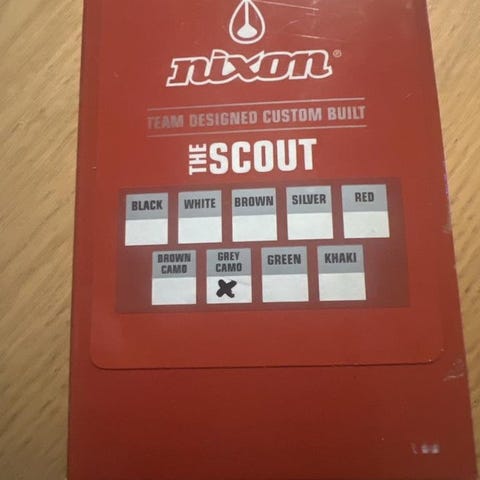 nixon®
TEAM DESIGNED CUSTOM BUILT
THE SCOUT
BLACK WHITE BROWN SILVER RED
BROWN CAMO GREY CAMO GREEN KHAKI
X